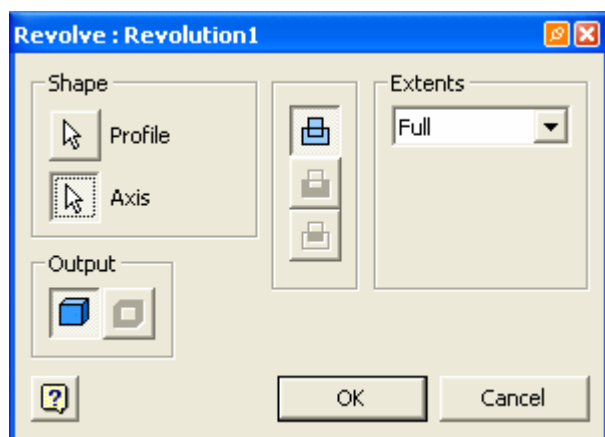 Revolve : Revolution1
Shape
Extents
Profile
Full
Axis
Output
?
OK
Cancel